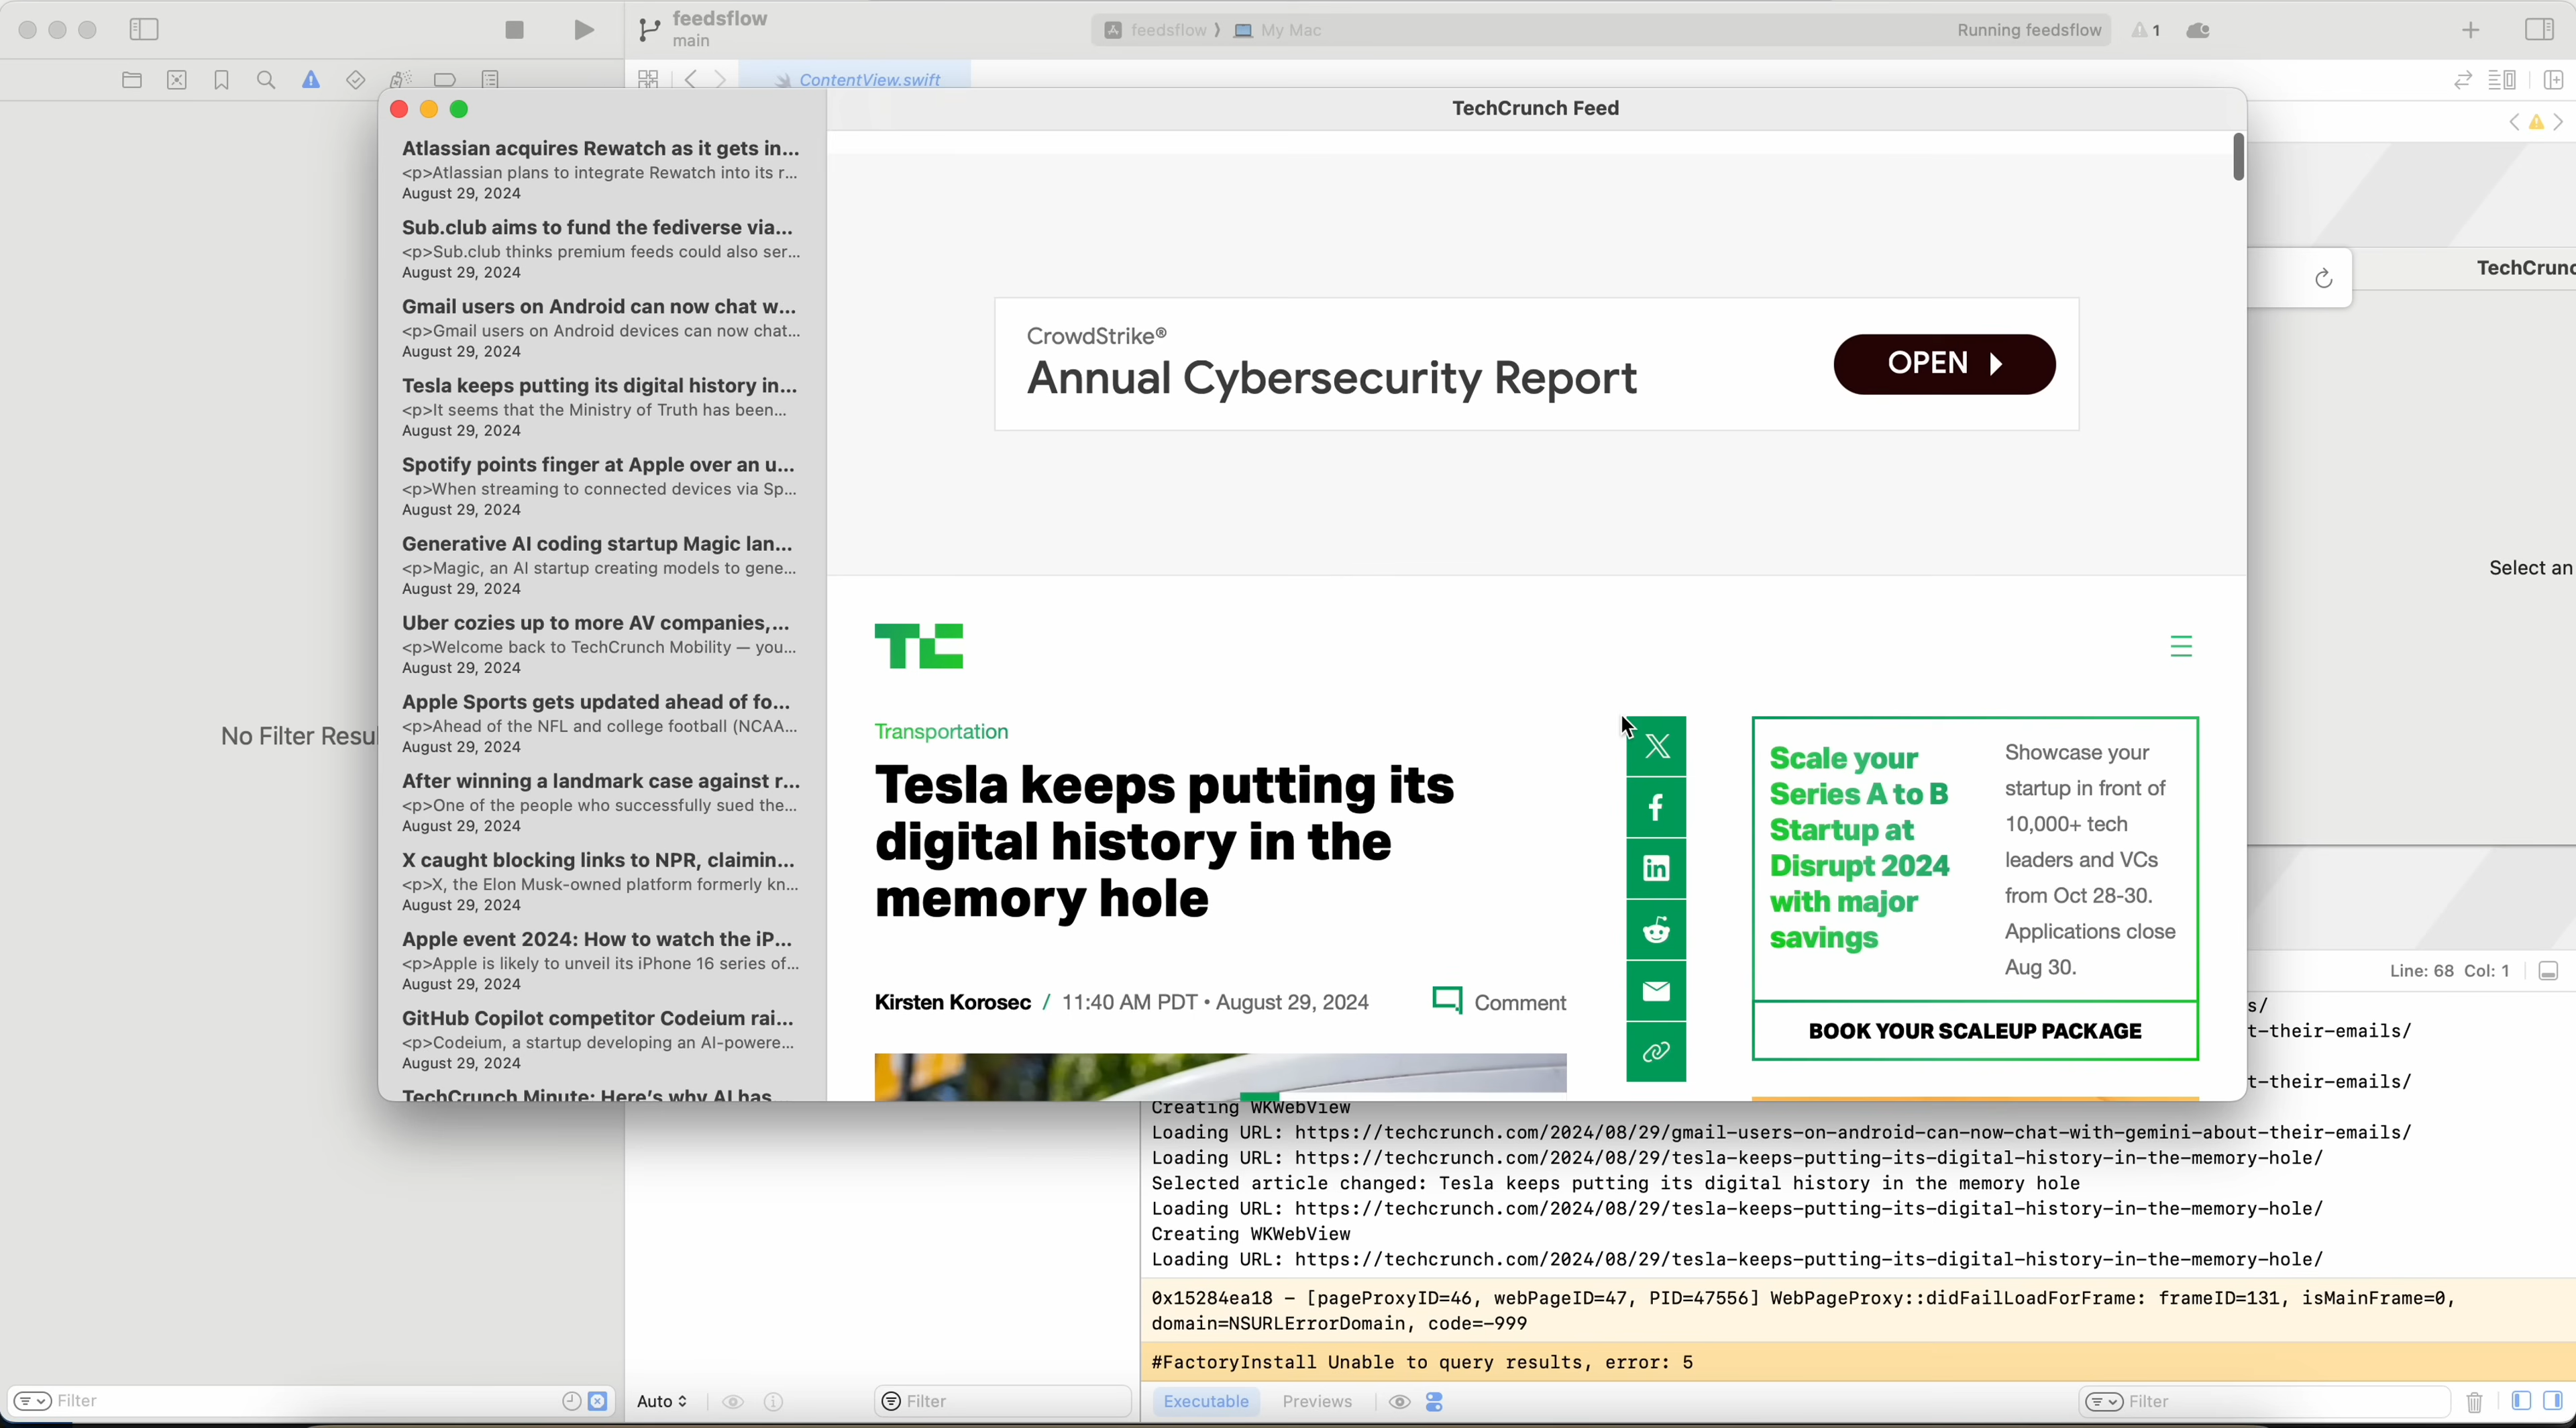 feedsflow
main
feedsflow ⟩ My Mac
Running feedsflow
1
ContentView.swift
TechCrunch Feed
Atlassian acquires Rewatch as it gets in...
<p>Atlassian plans to integrate Rewatch into its r...
August 29, 2024
Sub.club aims to fund the fediverse via...
<p>Sub.club thinks premium feeds could also ser...
August 29, 2024
Gmail users on Android can now chat w...
<p>Gmail users on Android devices can now chat...
August 29, 2024
Tesla keeps putting its digital history in...
<p>It seems that the Ministry of Truth has been...
August 29, 2024
Spotify points finger at Apple over an u...
<p>When streaming to connected devices via Sp...
August 29, 2024
Generative AI coding startup Magic lan...
<p>Magic, an AI startup creating models to gene...
August 29, 2024
Uber cozies up to more AV companies,...
<p>Welcome back to TechCrunch Mobility — you...
August 29, 2024
Apple Sports gets updated ahead of fo...
<p>Ahead of the NFL and college football (NCAA...
August 29, 2024
After winning a landmark case against r...
<p>One of the people who successfully sued the...
August 29, 2024
X caught blocking links to NPR, claimin...
<p>X, the Elon Musk-owned platform formerly kn...
August 29, 2024
Apple event 2024: How to watch the iP...
<p>Apple is likely to unveil its iPhone 16 series of...
August 29, 2024
GitHub Copilot competitor Codeium rai...
<p>Codeium, a startup developing an AI-powere...
August 29, 2024
TechCrunch Minute: Here's why AI has
CrowdStrike®
Annual Cybersecurity Report
OPEN
TC
Transportation
Tesla keeps putting its
digital history in the
memory hole
Kirsten Korosec / 11:40 AM PDT • August 29, 2024
Comment
Scale your
Series A to B
Startup at
Disrupt 2024
with major
savings
Showcase your
startup in front of
10,000+ tech
leaders and VCs
from Oct 28-30.
Applications close
Aug 30.
BOOK YOUR SCALEUP PACKAGE
No Filter Resu
TechCrunc
Select an
Line: 68 Col: 1
s/
t-their-emails/
t-their-emails/
Creating WKWebView
Loading URL: https://techcrunch.com/2024/08/29/gmail-users-on-android-can-now-chat-with-gemini-about-their-emails/
Loading URL: https://techcrunch.com/2024/08/29/tesla-keeps-putting-its-digital-history-in-the-memory-hole/
Selected article changed: Tesla keeps putting its digital history in the memory hole
Loading URL: https://techcrunch.com/2024/08/29/tesla-keeps-putting-its-digital-history-in-the-memory-hole/
Creating WKWebView
Loading URL: https://techcrunch.com/2024/08/29/tesla-keeps-putting-its-digital-history-in-the-memory-hole/
0x15284ea18 - [pageProxyID=46, webPageID=47, PID=47556] WebPageProxy::didFailLoadForFrame: frameID=131, isMainFrame=0,
domain=NSURLErrorDomain, code=-999
#FactoryInstall Unable to query results, error: 5
Filter
Auto
Filter
Executable
Previews
Filter